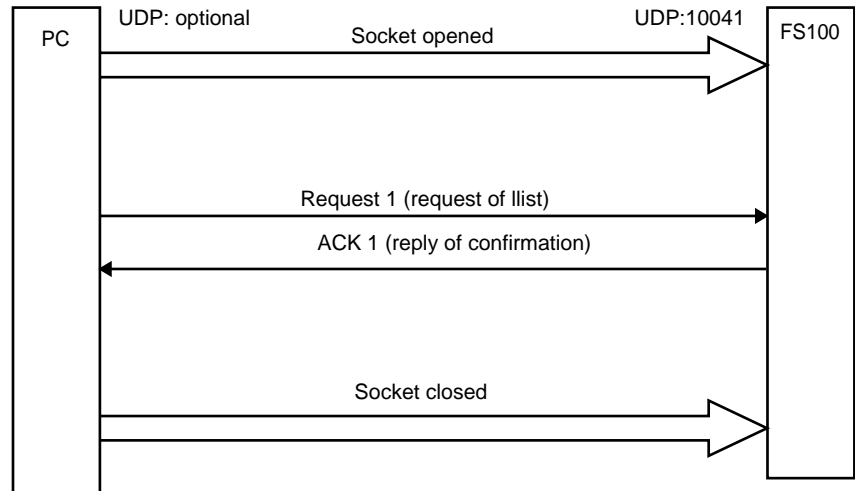 UDP: optional
UDP:10041
PC
Socket opened
FS100
Request 1 (request of llist)
ACK 1 (reply of confirmation)
Socket closed